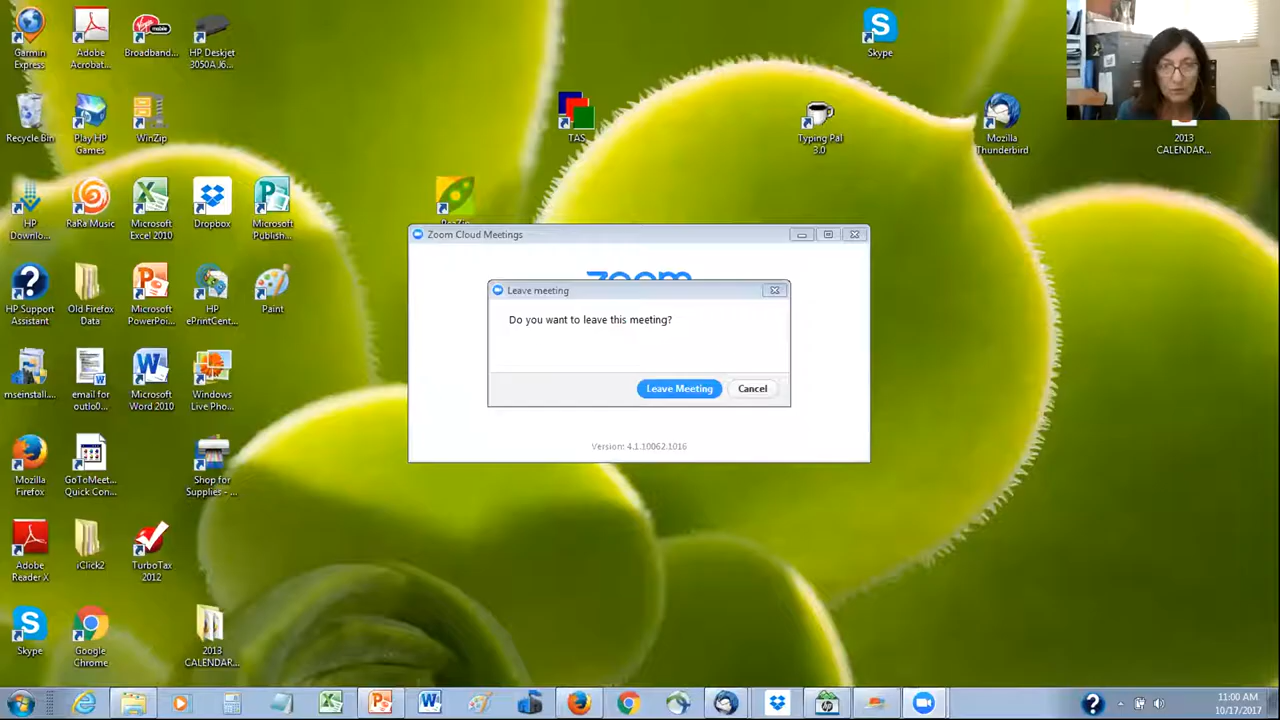 Garmin
Express
Adobe
Acrobat...
Broadband...
HP Deskjet
3050A J6...
Skype
Recycle Bin
Play HP
Games
WinZip
TAS
Typing Pal
3.0
Mozilla
Thunderbird
2013
CALENDAR...
HP
Downlo...
RaRa Music
Microsoft
Excel 2010
Dropbox
Microsoft
Publish...
Zoom Cloud Meetings
zoom
Leave meeting
Do you want to leave this meeting?
Leave Meeting
Cancel
Version: 4.1.10062.1016
HP Support
Assistant
Old Firefox
Data
Microsoft
PowerPoi...
HP
ePrintCent...
Paint
mseinstall...
email for
outlo0...
Microsoft
Word 2010
Windows
Live Pho...
Mozilla
Firefox
GoToMeet...
Quick Con...
Shop for
Supplies - ...
Adobe
Reader X
iClick2
TurboTax
2012
Skype
Google
Chrome
2013
CALENDAR...
11:00 AM
10/17/2017